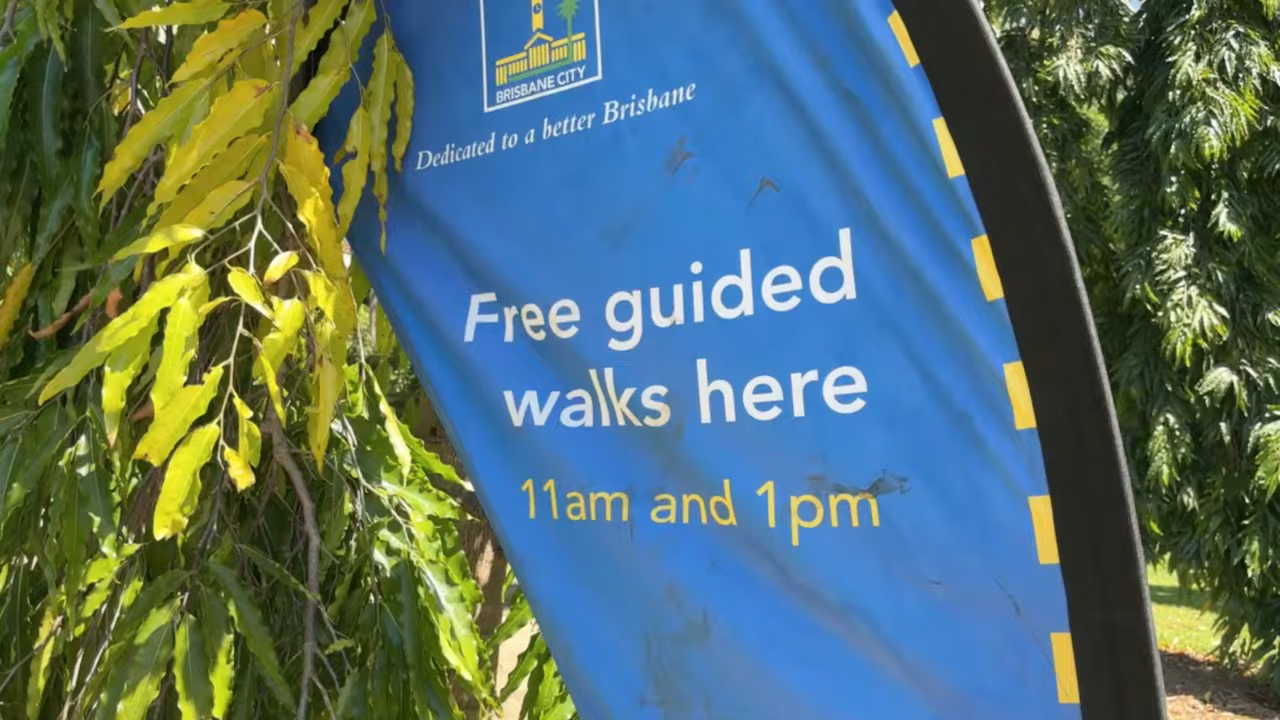 BRISBANE CITY
Dedicated to a better Brisbane
Free guided
walks here
11am and 1pm